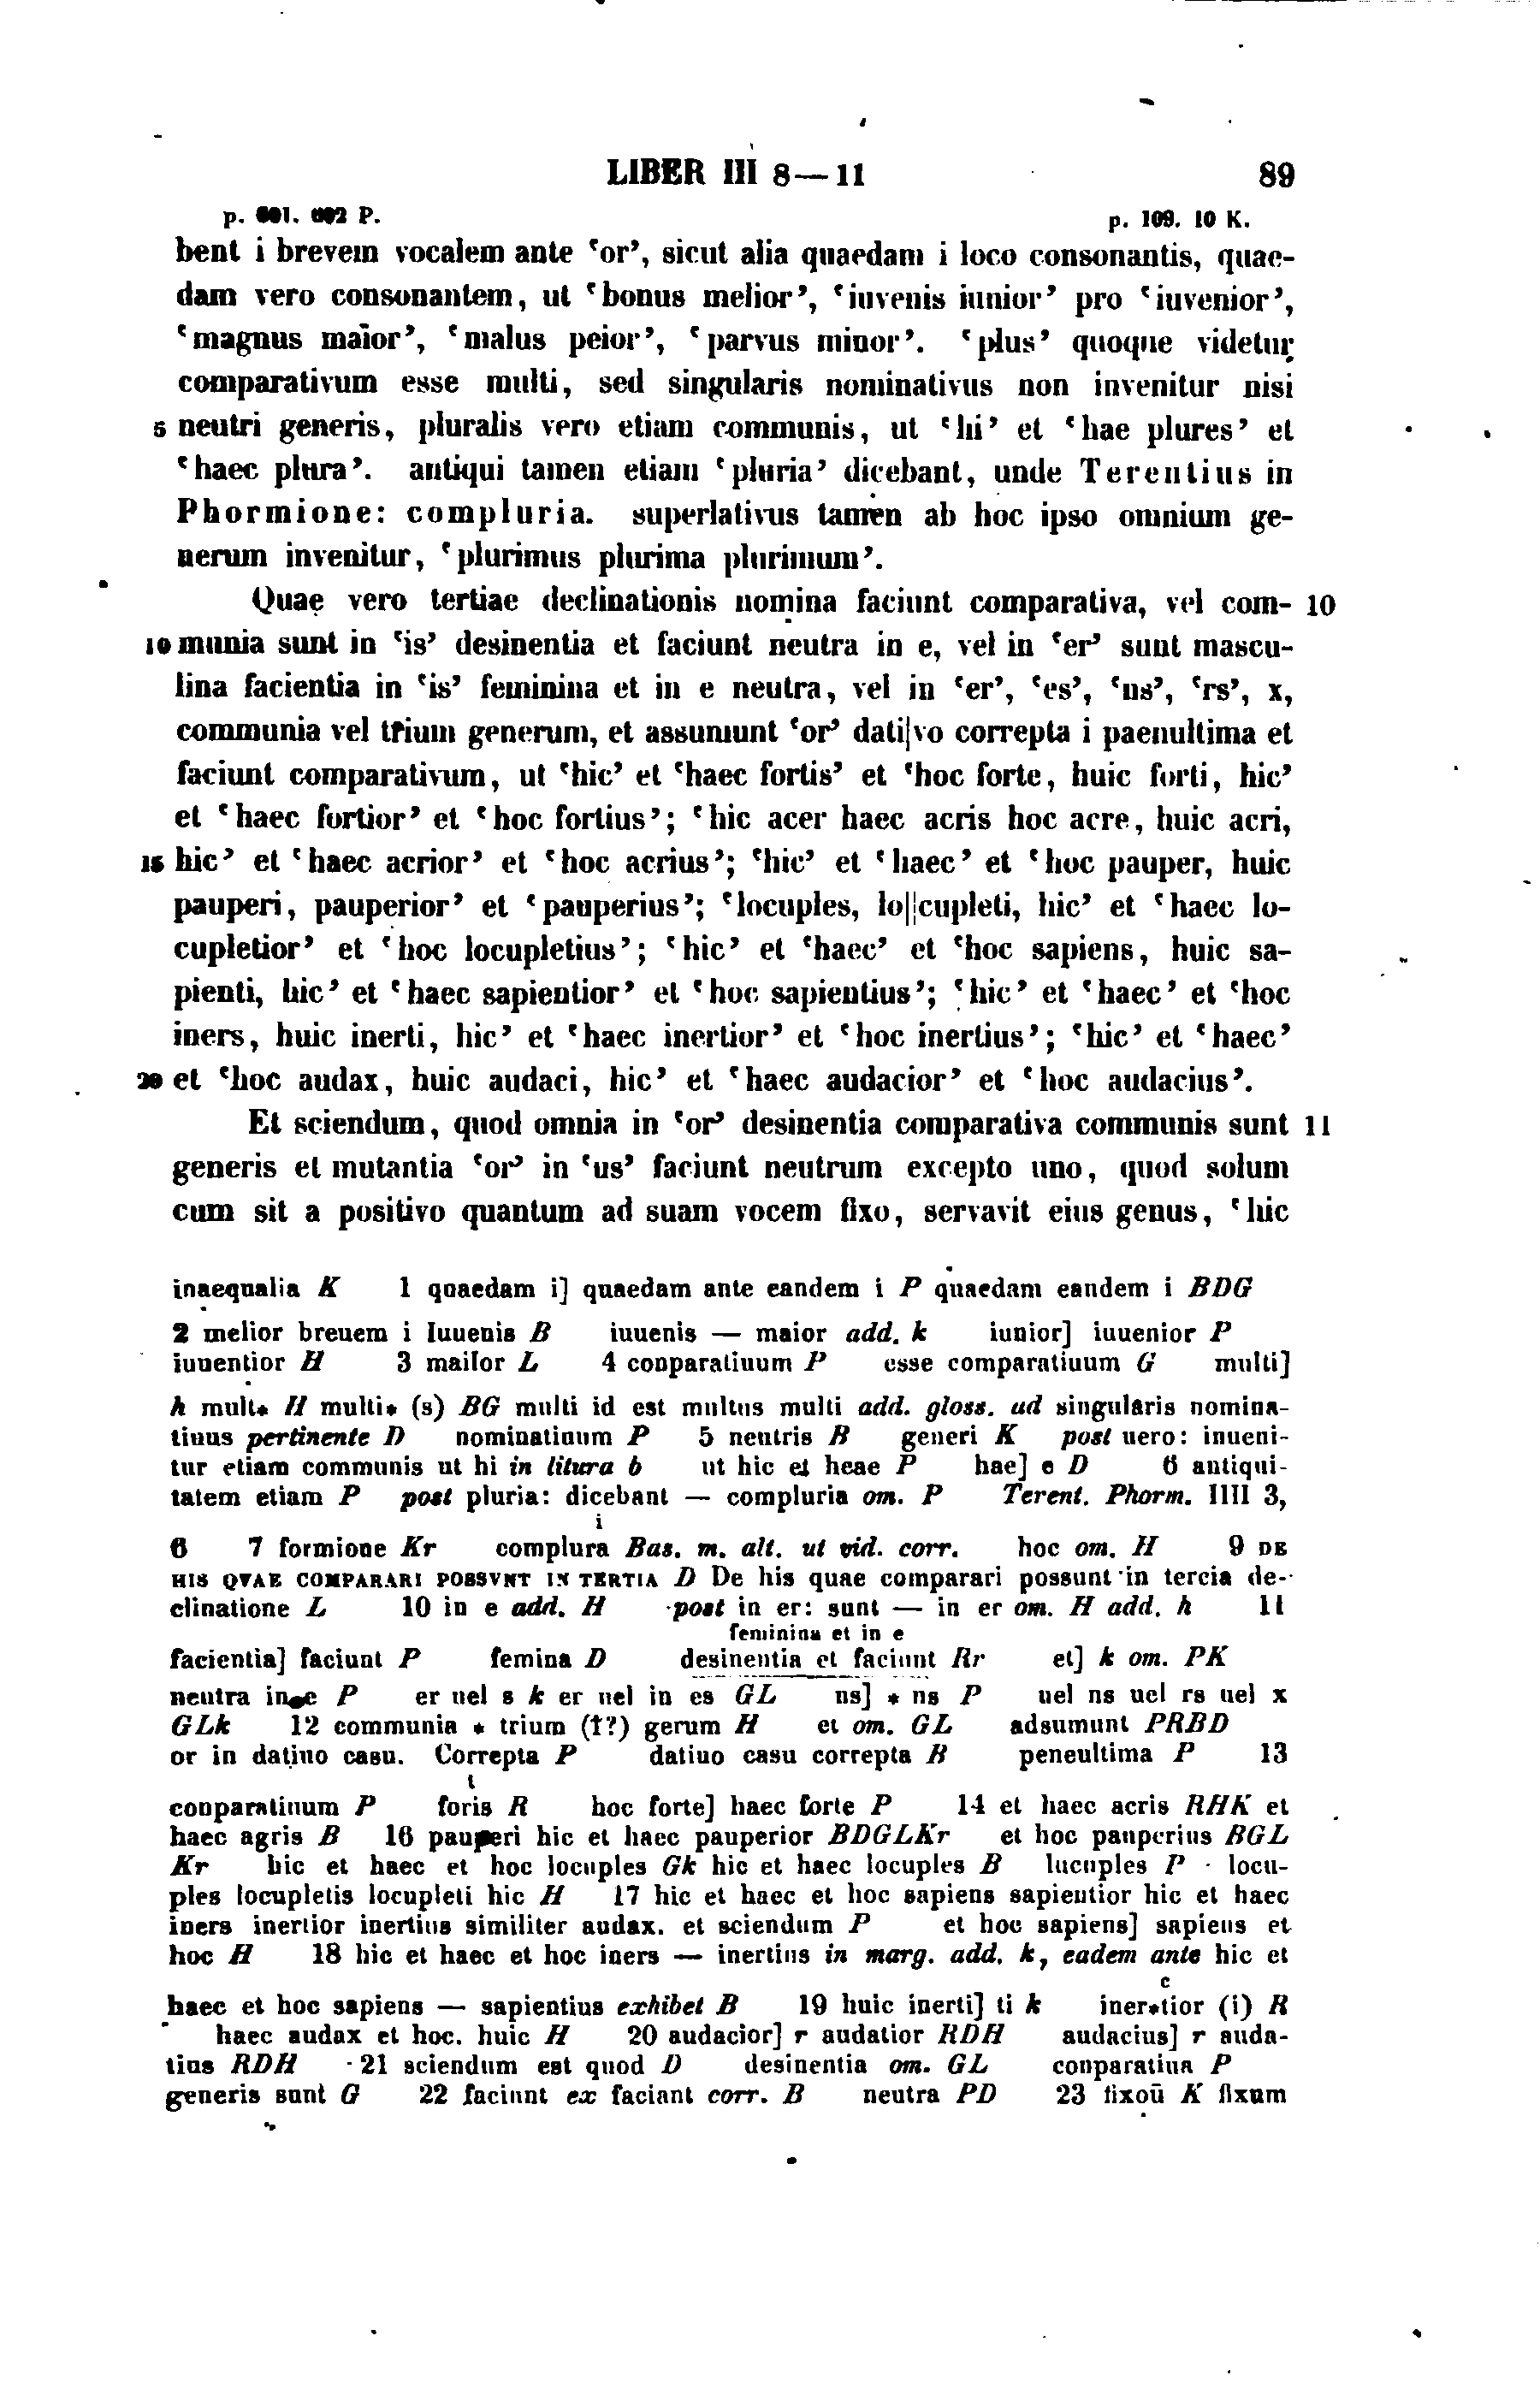 LIBER III 8—11 89
p. 601. 602 P. p. 109. 10 K.
bent i brevem vocalem ante ‘or’, sicut alia quaedam i loco consonantis, quae-
dam vero consonantem, ut ‘bonus melior’, ‘iuvenis iunior’ pro ‘iuvenior’,
‘magnus maïor’, ‘malus peior’, ‘parvus minor’. ‘plus’ quoque videtur
comparativum esse multi, sed singularis nominativus non invenitur nisi
5 neutri generis, pluralis vero etiam communis, ut ‘hi’ et ‘hae plures’ et
‘haec plura’. antiqui tamen etiam ‘pluria’ dicebant, unde Terentius in
Phormione: compluria. superlativus tamen ab hoc ipso omnium ge-
nerum invenitur, ‘plurimus plurima plurimum’.
Quae vero tertiae declinationis nomina faciunt comparativa, vel com- 10
10 munia sunt in ‘is’ desinentia et faciunt neutra in e, vel in ‘er’ sunt mascu-
lina facientia in ‘is’ feminina et in e neutra, vel in ‘er’, ‘es’, ‘ns’, ‘rs’, x,
communia vel trium generum, et assumunt ‘or’ dati|vo correpta i paenultima et
faciunt comparativum, ut ‘hic’ et ‘haec fortis’ et ‘hoc forte, huic forti, hic’
et ‘haec fortior’ et ‘hoc fortius’; ‘hic acer haec acris hoc acre, huic acri,
15 hic’ et ‘haec acrior’ et ‘hoc acrius’; ‘hic’ et ‘haec’ et ‘hoc pauper, huic
pauperi, pauperior’ et ‘pauperius’; ‘locuples, lo||cupleti, hic’ et ‘haec lo-
cupletior’ et ‘hoc locupletius’; ‘hic’ et ‘haec’ et ‘hoc sapiens, huic sa-
pienti, hic’ et ‘haec sapientior’ et ‘hoc sapientius’; ‘hic’ et ‘haec’ et ‘hoc
iners, huic inerti, hic’ et ‘haec inertior’ et ‘hoc inertius’; ‘hic’ et ‘haec’
20 et ‘hoc audax, huic audaci, hic’ et ‘haec audacior’ et ‘hoc audacius’.
Et sciendum, quod omnia in ‘or’ desinentia comparativa communis sunt 11
generis et mutantia ‘or’ in ‘us’ faciunt neutrum excepto uno, quod solum
cum sit a positivo quantum ad suam vocem fixo, servavit eius genus, ‘hic
inaequalia K 1 quaedam i] quaedam ante eandem i P quaedam eandem i BDG
2 melior breuem i Iuuenis B iuuenis — maior add. k iunior] iuuenior P
iuuentior H 3 maiIor L 4 conparatiuum P esse comparatiuum G multi]
h mult* H multi* (s) BG multi id est multus multi add. gloss. ad singularis nomina-
tiuus pertinente D nominatiuum P 5 neutris B generi K post uero: inueni-
tur etiam communis ut hi in litura b ut hic et heae P hae] e D 6 antiqui-
tatem etiam P post pluria: dicebant — compluria om. P Terent. Phorm. IIII 3,
i
6 7 formione Kr complura Bas. m. alt. ut vid. corr. hoc om. H 9 DE
HIS QVAE COMPARARI POSSVNT IN TERTIA D De his quae comparari possunt in tercia de-
clinatione L 10 in e add. H post in er: sunt — in er om. H add. h 11
feminina et in e
facientia] faciunt P femina D desinentia et faciunt Rr et] k om. PK
neutra in e P er uel s k er uel in es GL ns] * ns P uel ns uel rs uel x
GLk 12 communia * trium (t?) gerum H et om. GL adsumunt PRBD
or in datiuo casu. Correpta P datiuo casu correpta B peneultima P 13
t
conparatiuum P foris R hoc forte] haec forte P 14 et haec acris RHK et
haec agris B 16 pauperi hic et haec pauperior BDGLKr et hoc pauperius BGL
Kr hic et haec et hoc locuples Gk hic et haec locuples B lucuples P locu-
ples locupletis locupleti hic H 17 hic et haec et hoc sapiens sapientior hic et haec
iners inertior inertius similiter audax. et sciendum P et hoc sapiens] sapiens et
hoc H 18 hic et haec et hoc iners — inertius in marg. add. k, eadem ante hic et
c
haec et hoc sapiens — sapientius exhibet B 19 huic inerti] ti k iner*tior (i) R
haec audax et hoc. huic H 20 audacior] r audatior RDH audacius] r auda-
tius RDH 21 sciendum est quod D desinentia om. GL conparatiua P
generis sunt G 22 faciunt ex faciant corr. B neutra PD 23 fixoū K fixum